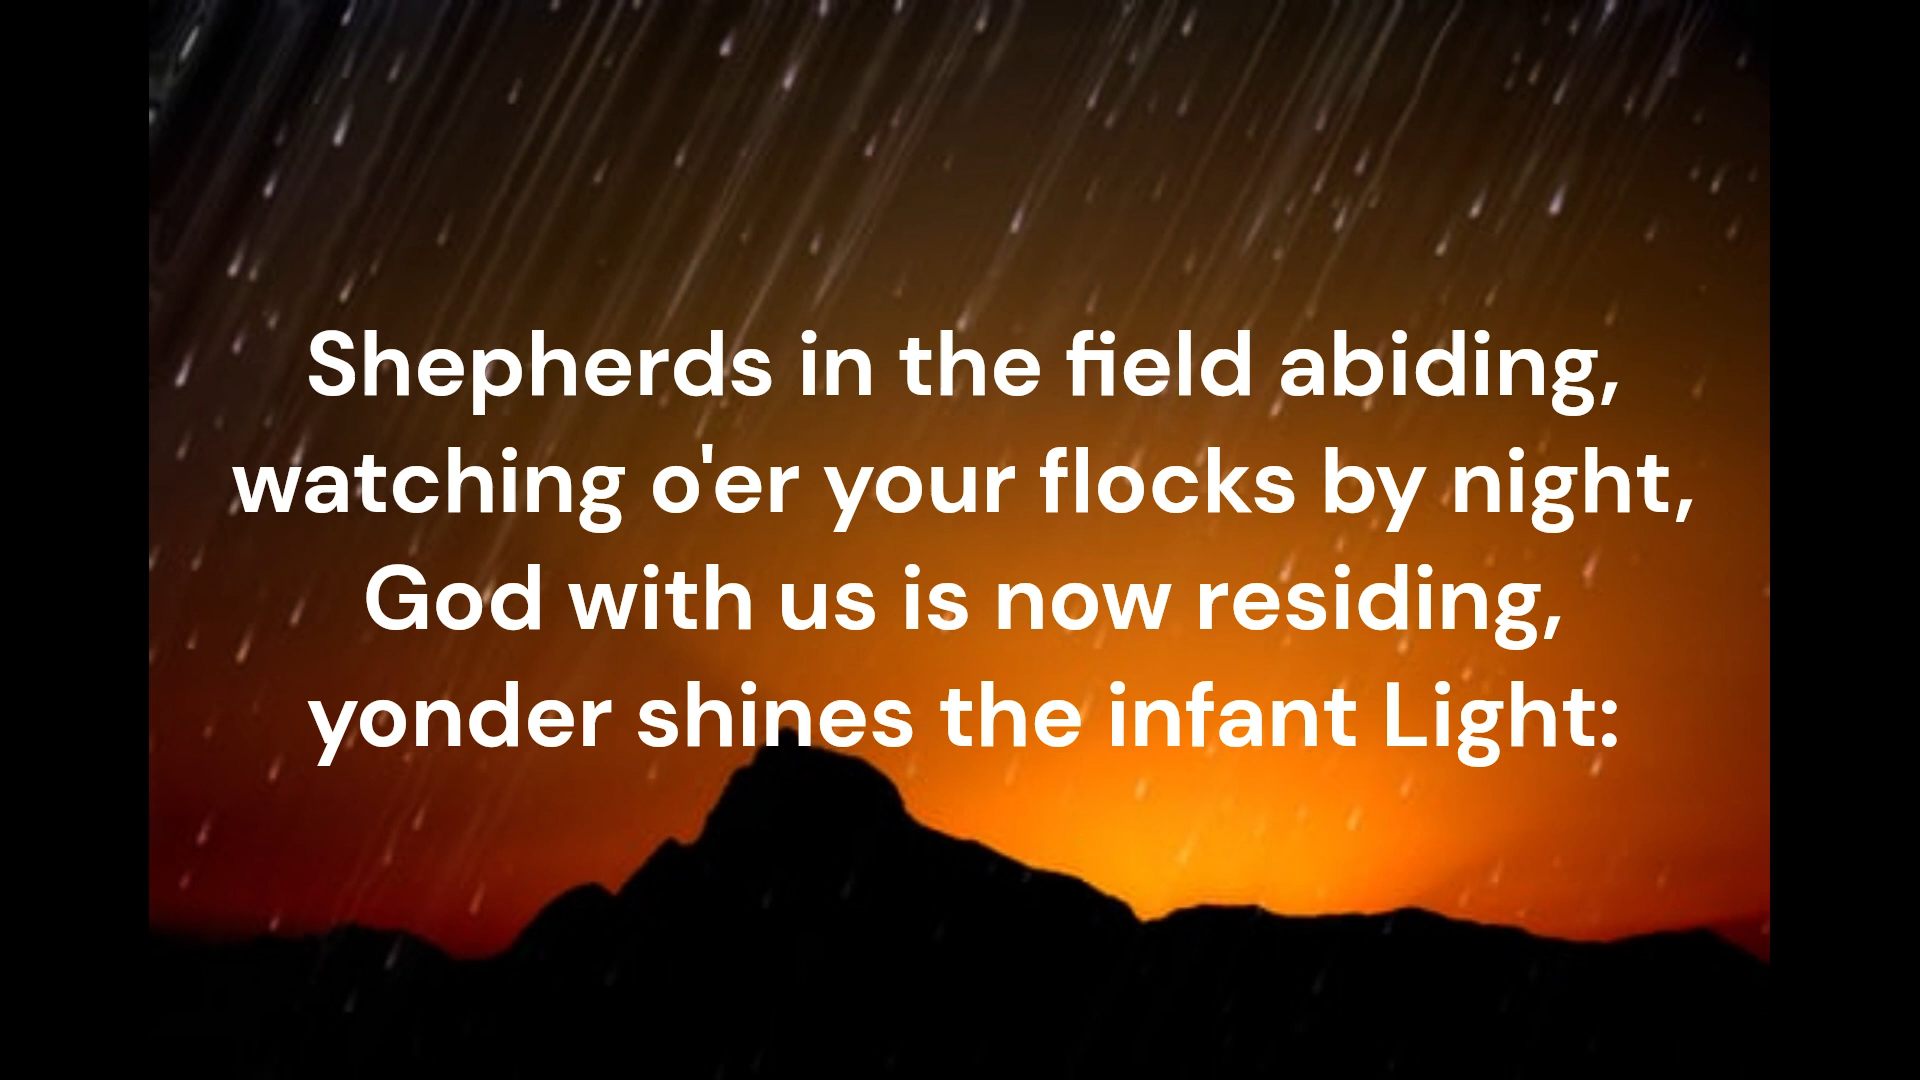 Shepherds in the field abiding,
watching o'er your flocks by night,
God with us is now residing,
yonder shines the infant Light: